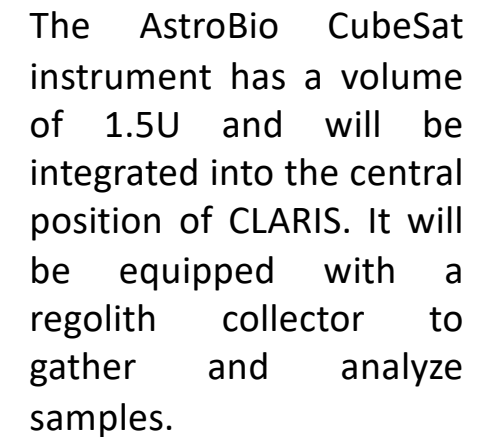 The AstroBio CubeSat
instrument has a volume
of 1.5U and will be
integrated into the central
position of CLARIS. It will
be equipped with a
regolith collector to
gather and analyze
samples.